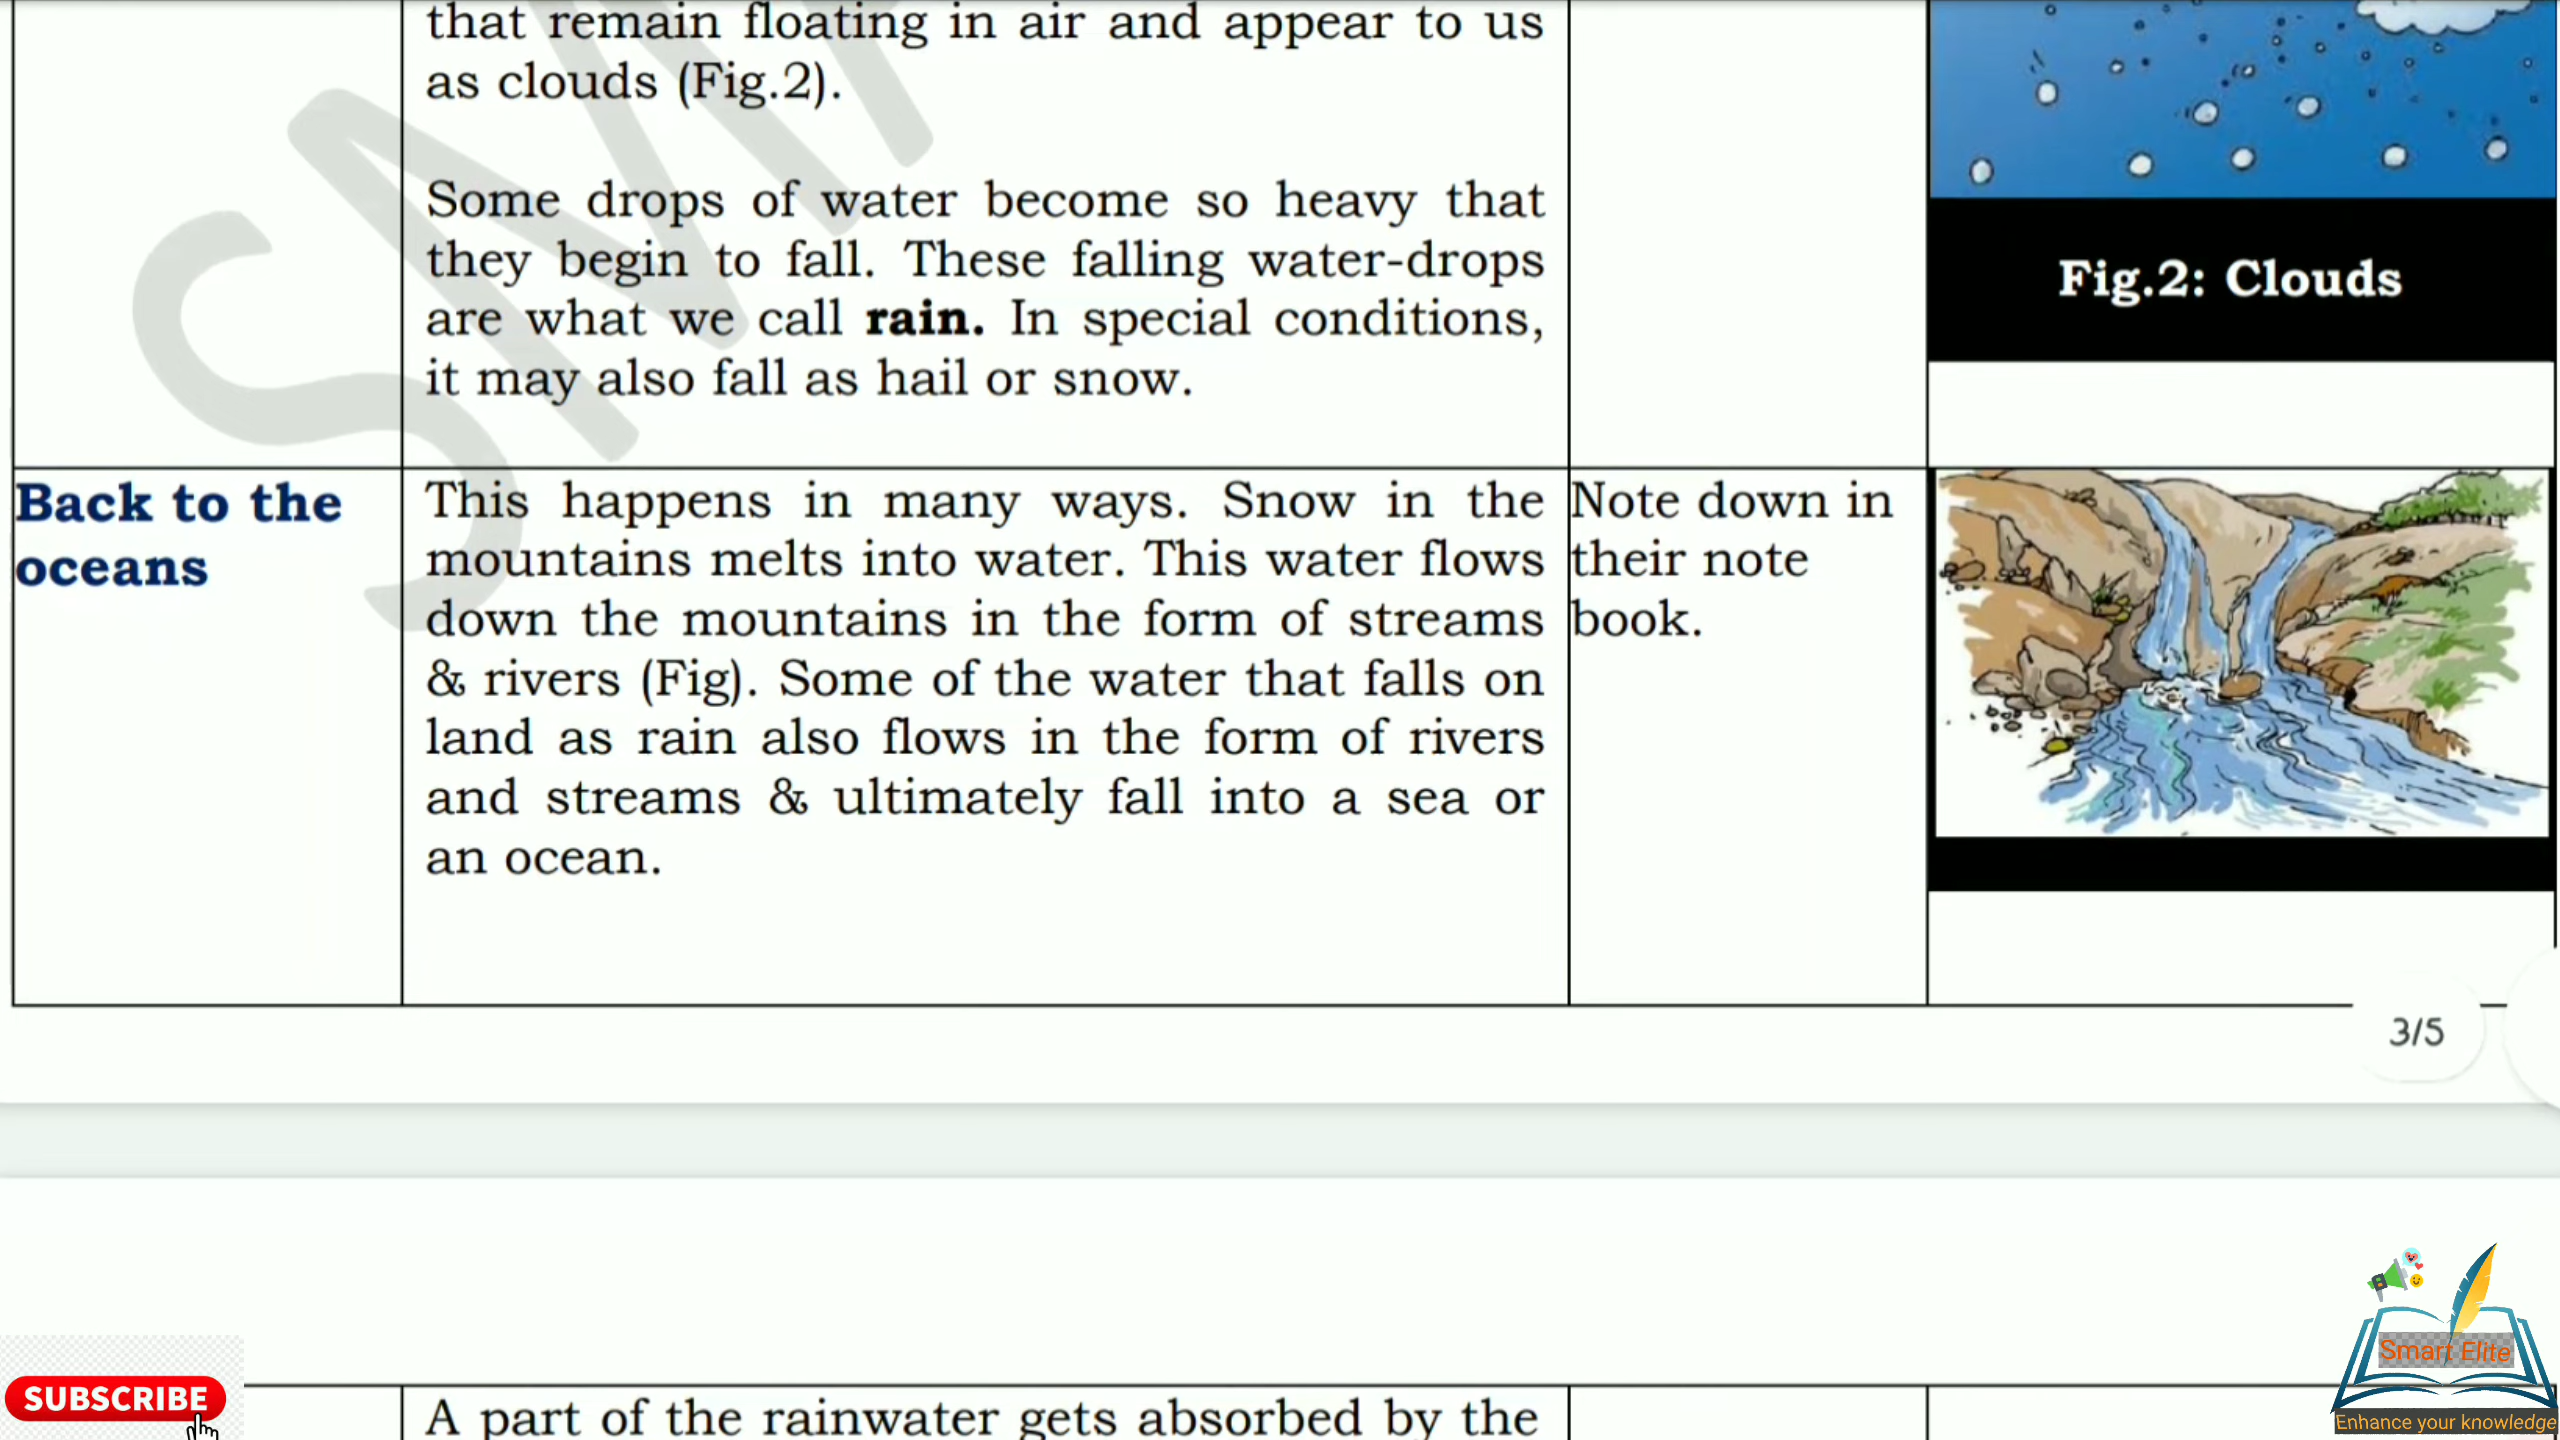 that remain floating in air and appear to us
as clouds (Fig.2).
Some drops of water become so heavy that
they begin to fall. These falling water-drops
are what we call rain. In special conditions,
it may also fall as hail or snow.
Fig.2: Clouds
Back to the
oceans
This happens in many ways. Snow in the
mountains melts into water. This water flows
down the mountains in the form of streams
& rivers (Fig). Some of the water that falls on
land as rain also flows in the form of rivers
and streams & ultimately fall into a sea or
an ocean.
Note down in
their note
book.
3/5
A part of the rainwater gets absorbed by the
SUBSCRIBE
Smart Elite
Enhance your knowledge